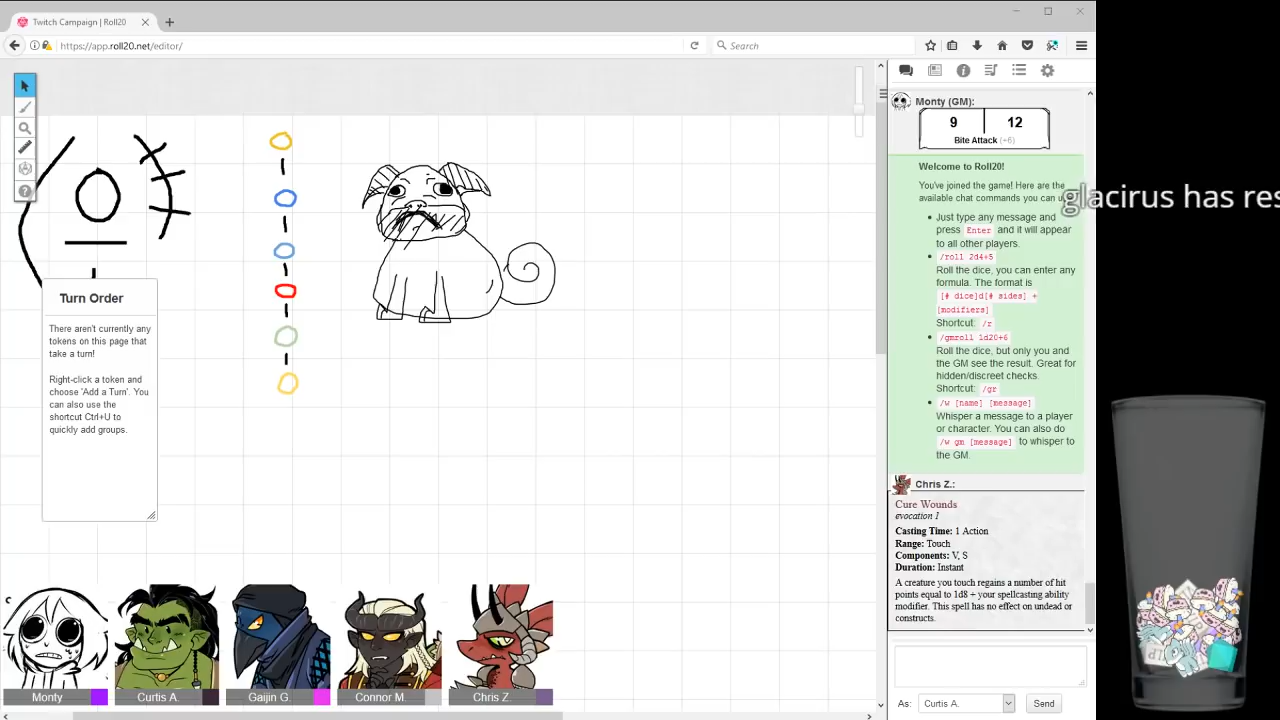 Twitch Campaign | Roll20
https://app.roll20.net/editor/
Search
Turn Order
There aren't currently any
tokens on this page that
take a turn!
Right-click a token and
choose 'Add a Turn'. You
can also use the
shortcut Ctrl+U to
quickly add groups.
Monty
Curtis A.
Gaijin G.
Connor M.
Chris Z.
Monty (GM):
9 12
Bite Attack (+6)
Welcome to Roll20!
You've joined the game! Here are the
available chat commands you can u
Just type any message and
press Enter and it will appear
to all other players.
/roll 2d4+5
Roll the dice, you can enter any
formula. The format is
[# dice]d[# sides] +
[modifiers]
Shortcut: /r
/gmroll 1d20+6
Roll the dice, but only you and
the GM see the result. Great for
hidden/discreet checks.
Shortcut: /gr
/w [name] [message]
Whisper a message to a player
or character. You can also do
/w gm [message] to whisper to
the GM.
Chris Z.:
Cure Wounds
evocation 1
Casting Time: 1 Action
Range: Touch
Components: V, S
Duration: Instant
A creature you touch regains a number of hit
points equal to 1d8 + your spellcasting ability
modifier. This spell has no effect on undead or
constructs.
As: Curtis A. Send
glacirus has res